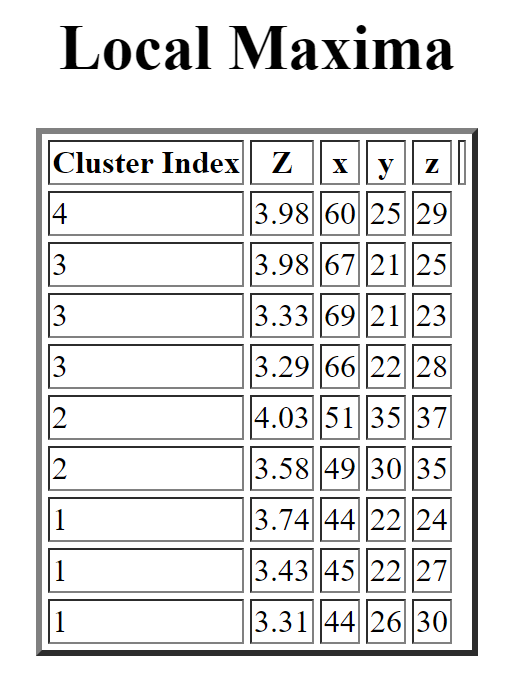 Local Maxima
Cluster Index Z x y z
4 3.98 60 25 29
3 3.98 67 21 25
3 3.33 69 21 23
3 3.29 66 22 28
2 4.03 51 35 37
2 3.58 49 30 35
1 3.74 44 22 24
1 3.43 45 22 27
1 3.31 44 26 30